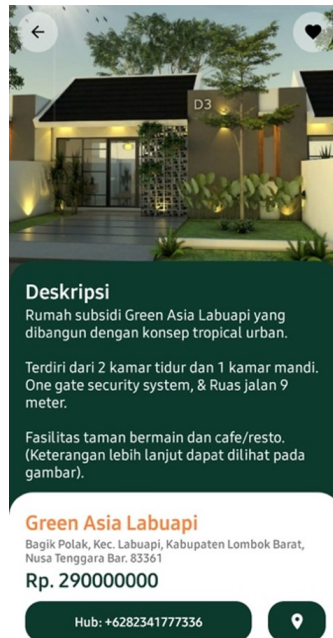 D3
Deskripsi
Rumah subsidi Green Asia Labuapi yang
dibangun dengan konsep tropical urban.
Terdiri dari 2 kamar tidur dan 1 kamar mandi.
One gate security system, & Ruas jalan 9
meter.
Fasilitas taman bermain dan cafe/resto.
(Keterangan lebih lanjut dapat dilihat pada
gambar).
Green Asia Labuapi
Bagik Polak, Kec. Labuapi, Kabupaten Lombok Barat,
Nusa Tenggara Bar. 83361
Rp. 290000000
Hub: +6282341777336